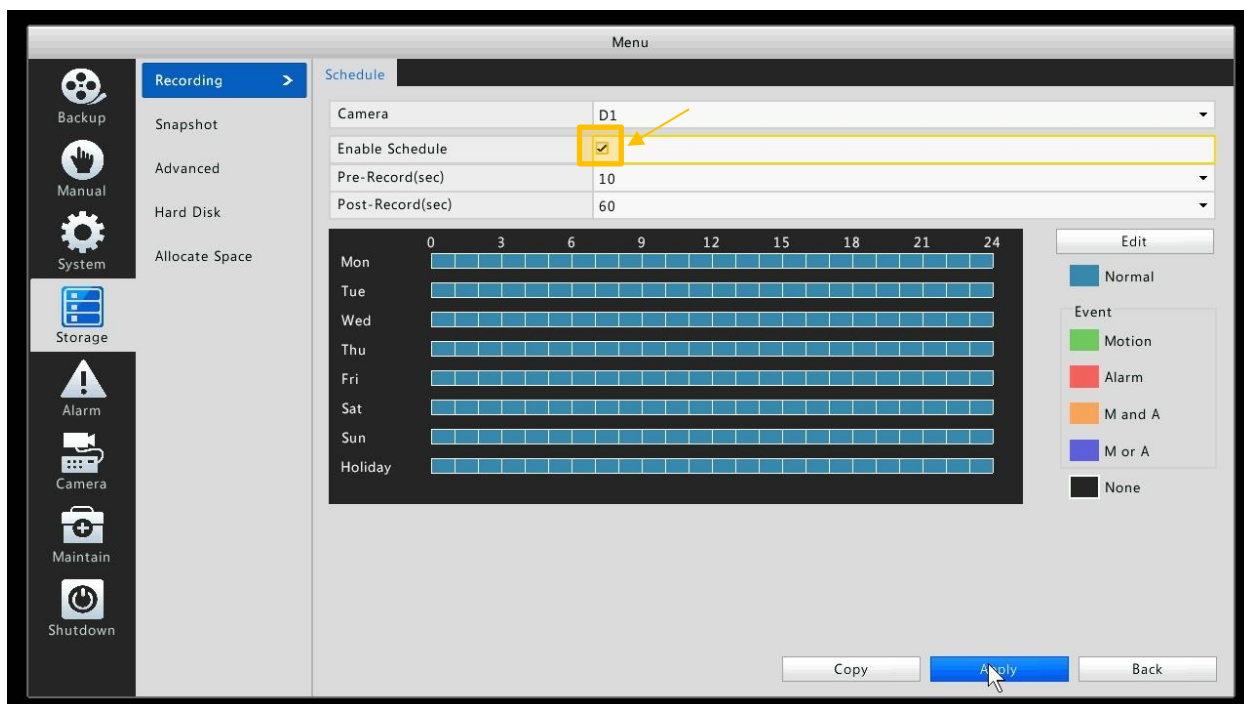 Menu
Backup
Manual
System
Storage
Alarm
Camera
Maintain
Shutdown
Recording >
Snapshot
Advanced
Hard Disk
Allocate Space
Schedule
Camera D1
Enable Schedule
Pre-Record(sec) 10
Post-Record(sec) 60
0 3 6 9 12 15 18 21 24
Mon
Tue
Wed
Thu
Fri
Sat
Sun
Holiday
Edit
Normal
Event
Motion
Alarm
M and A
M or A
None
Copy Apply Back